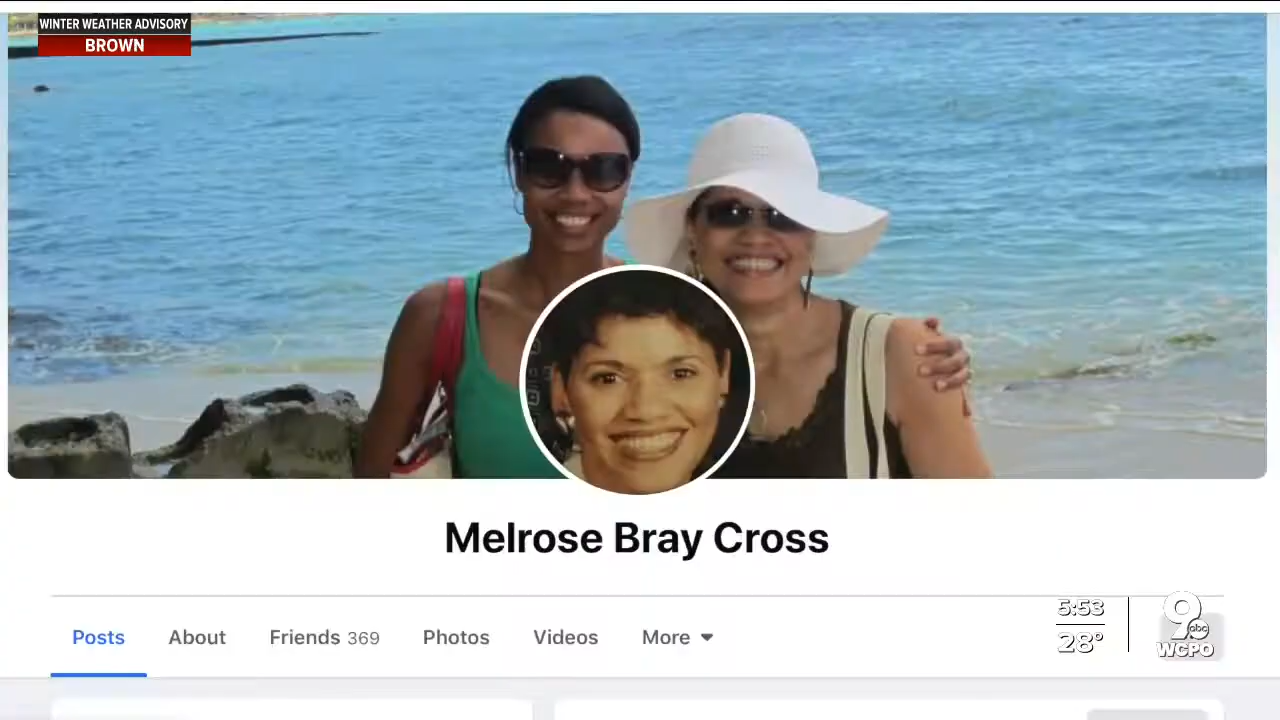 WINTER WEATHER ADVISORY
BROWN
Melrose Bray Cross
Posts About Friends 369 Photos Videos More
5:53
28°
9
abc
WCPO